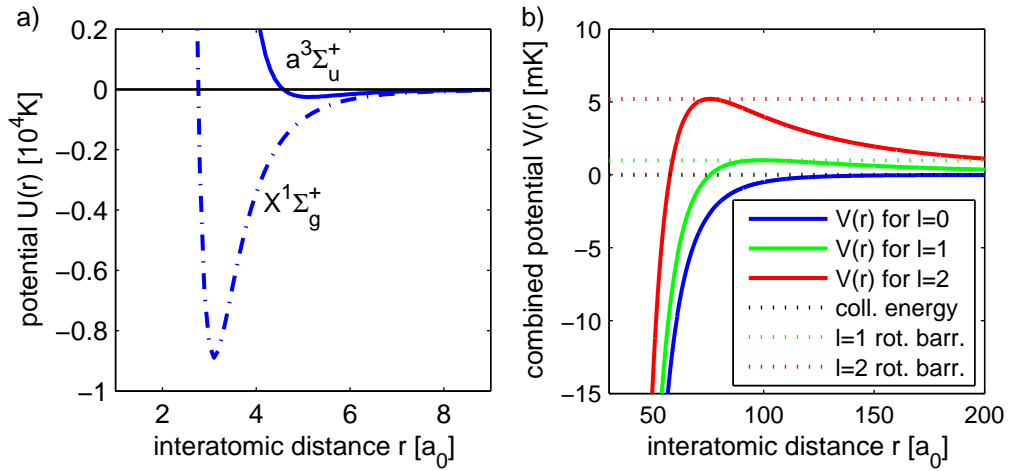 a)
potential U(r) [10⁴K]
0.2
0
−0.2
−0.4
−0.6
−0.8
−1
a³Σᵤ⁺
X¹Σg⁺
2
4
6
8
interatomic distance r [a₀]
b)
combined potential V(r) [mK]
10
5
0
−5
−10
−15
V(r) for l=0
V(r) for l=1
V(r) for l=2
coll. energy
l=1 rot. barr.
l=2 rot. barr.
50
100
150
200
interatomic distance r [a₀]